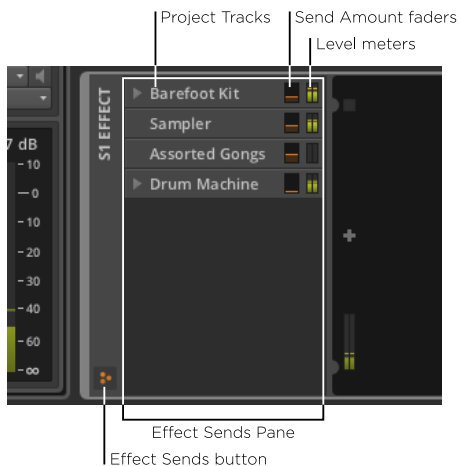 Project Tracks
Send Amount faders
Level meters
S1 EFFECT
Barefoot Kit
Sampler
Assorted Gongs
Drum Machine
7 dB
-10
-0
-10
-20
-30
-40
-60
-∞
Effect Sends Pane
Effect Sends button